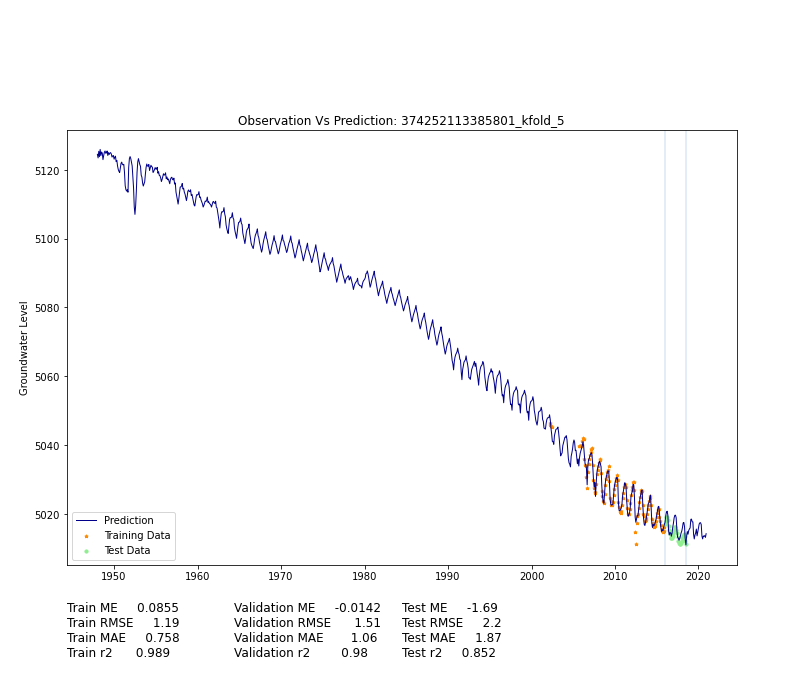 Observation Vs Prediction: 374252113385801_kfold_5
Groundwater Level
5120
5100
5080
5060
5040
5020
Prediction
Training Data
Test Data
1950 1960 1970 1980 1990 2000 2010 2020
Train ME 0.0855 Validation ME -0.0142 Test ME -1.69
Train RMSE 1.19 Validation RMSE 1.51 Test RMSE 2.2
Train MAE 0.758 Validation MAE 1.06 Test MAE 1.87
Train r2 0.989 Validation r2 0.98 Test r2 0.852